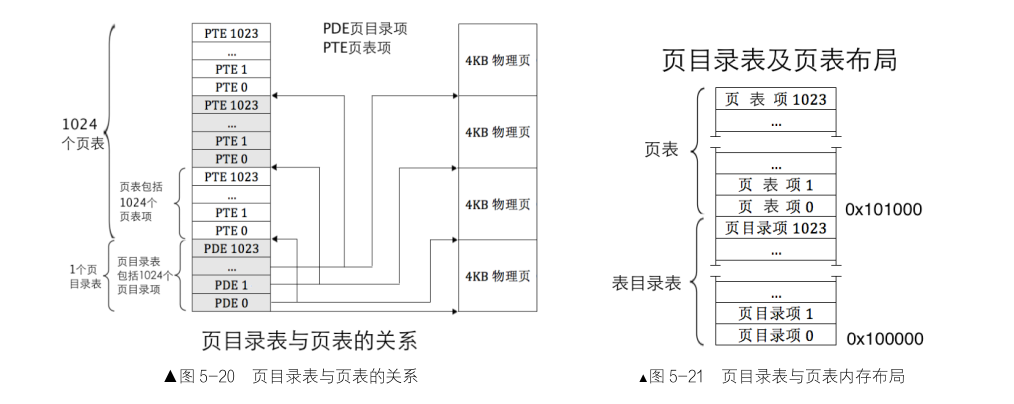 PDE页目录项
PTE页表项
PTE 1023
...
PTE 1
PTE 0
PTE 1023
...
PTE 1
PTE 0
PTE 1023
...
PTE 1
PTE 0
PDE 1023
...
PDE 1
PDE 0
1024
个页表
页表包括
1024个
页表项
1个页
目录表
页目录表
包括1024个
页目录项
4KB 物理页
4KB 物理页
4KB 物理页
4KB 物理页
页目录表与页表的关系
▲图 5-20 页目录表与页表的关系
页目录表及页表布局
页 表 项 1023
...
...
页 表 项 1
页 表 项 0
页目录项 1023
...
...
页目录项 1
页目录项 0
页表
表目录表
0x101000
0x100000
▲图 5-21 页目录表与页表内存布局